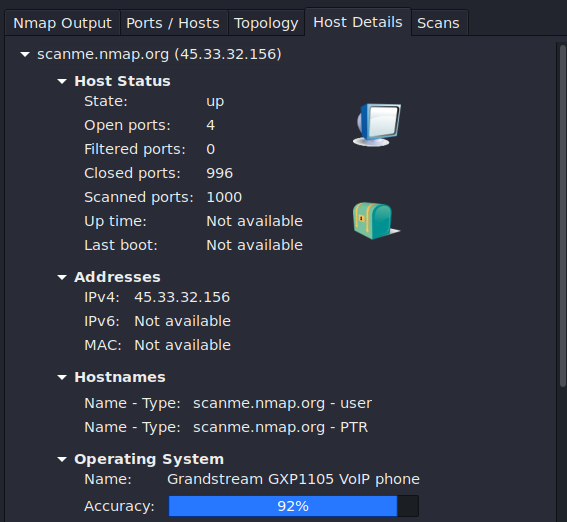 Nmap Output Ports / Hosts Topology Host Details Scans
scanme.nmap.org (45.33.32.156)
Host Status
State: up
Open ports: 4
Filtered ports: 0
Closed ports: 996
Scanned ports: 1000
Up time: Not available
Last boot: Not available
Addresses
IPv4: 45.33.32.156
IPv6: Not available
MAC: Not available
Hostnames
Name - Type: scanme.nmap.org - user
Name - Type: scanme.nmap.org - PTR
Operating System
Name: Grandstream GXP1105 VoIP phone
Accuracy: 92%